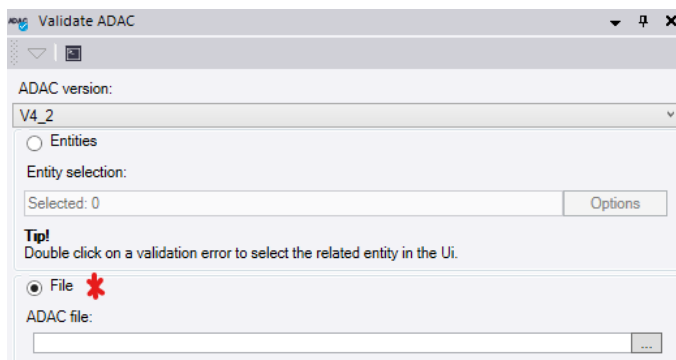 ADAC Validate ADAC
ADAC version:
V4_2
Entities
Entity selection:
Selected: 0
Options
Tip!
Double click on a validation error to select the related entity in the Ui.
File
ADAC file:
...